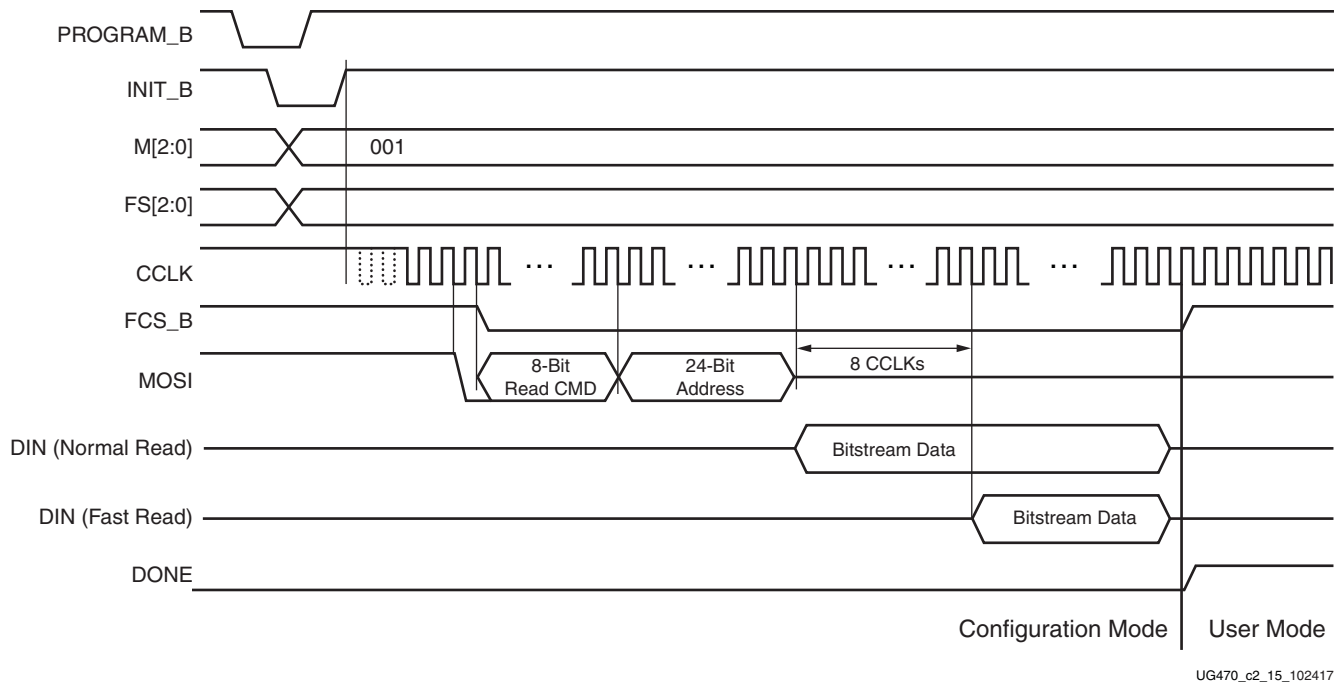 PROGRAM_B
INIT_B
M[2:0]
001
FS[2:0]
CCLK
...
...
...
...
FCS_B
MOSI
8-Bit
Read CMD
24-Bit
Address
8 CCLKs
DIN (Normal Read)
Bitstream Data
DIN (Fast Read)
Bitstream Data
DONE
Configuration Mode
User Mode
UG470_c2_15_102417